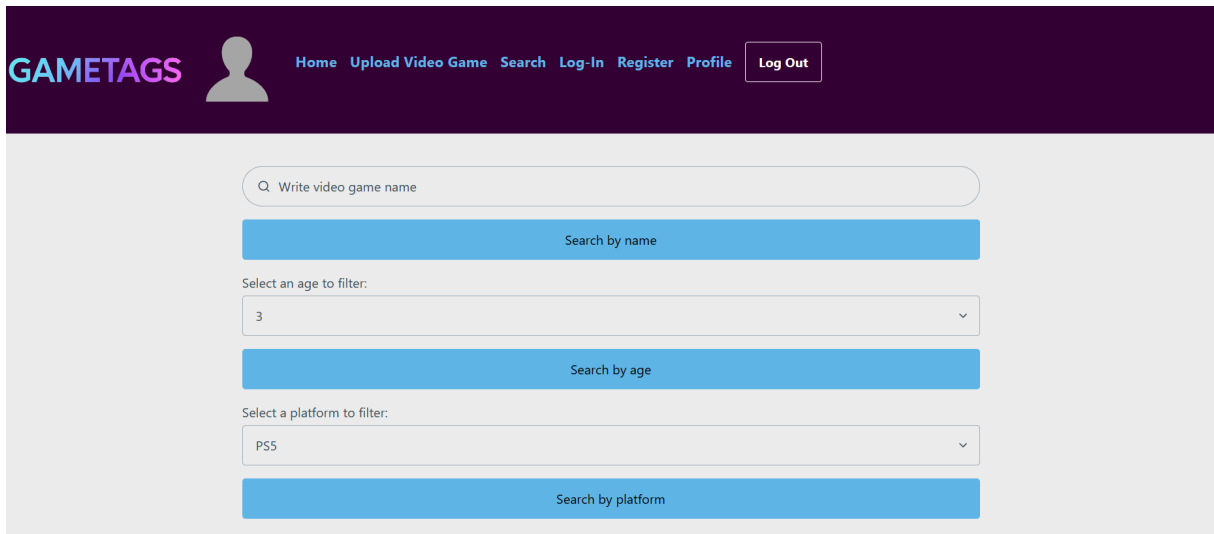 GAMETAGS Home Upload Video Game Search Log-In Register Profile Log Out
Write video game name
Search by name
Select an age to filter:
3
Search by age
Select a platform to filter:
PS5
Search by platform